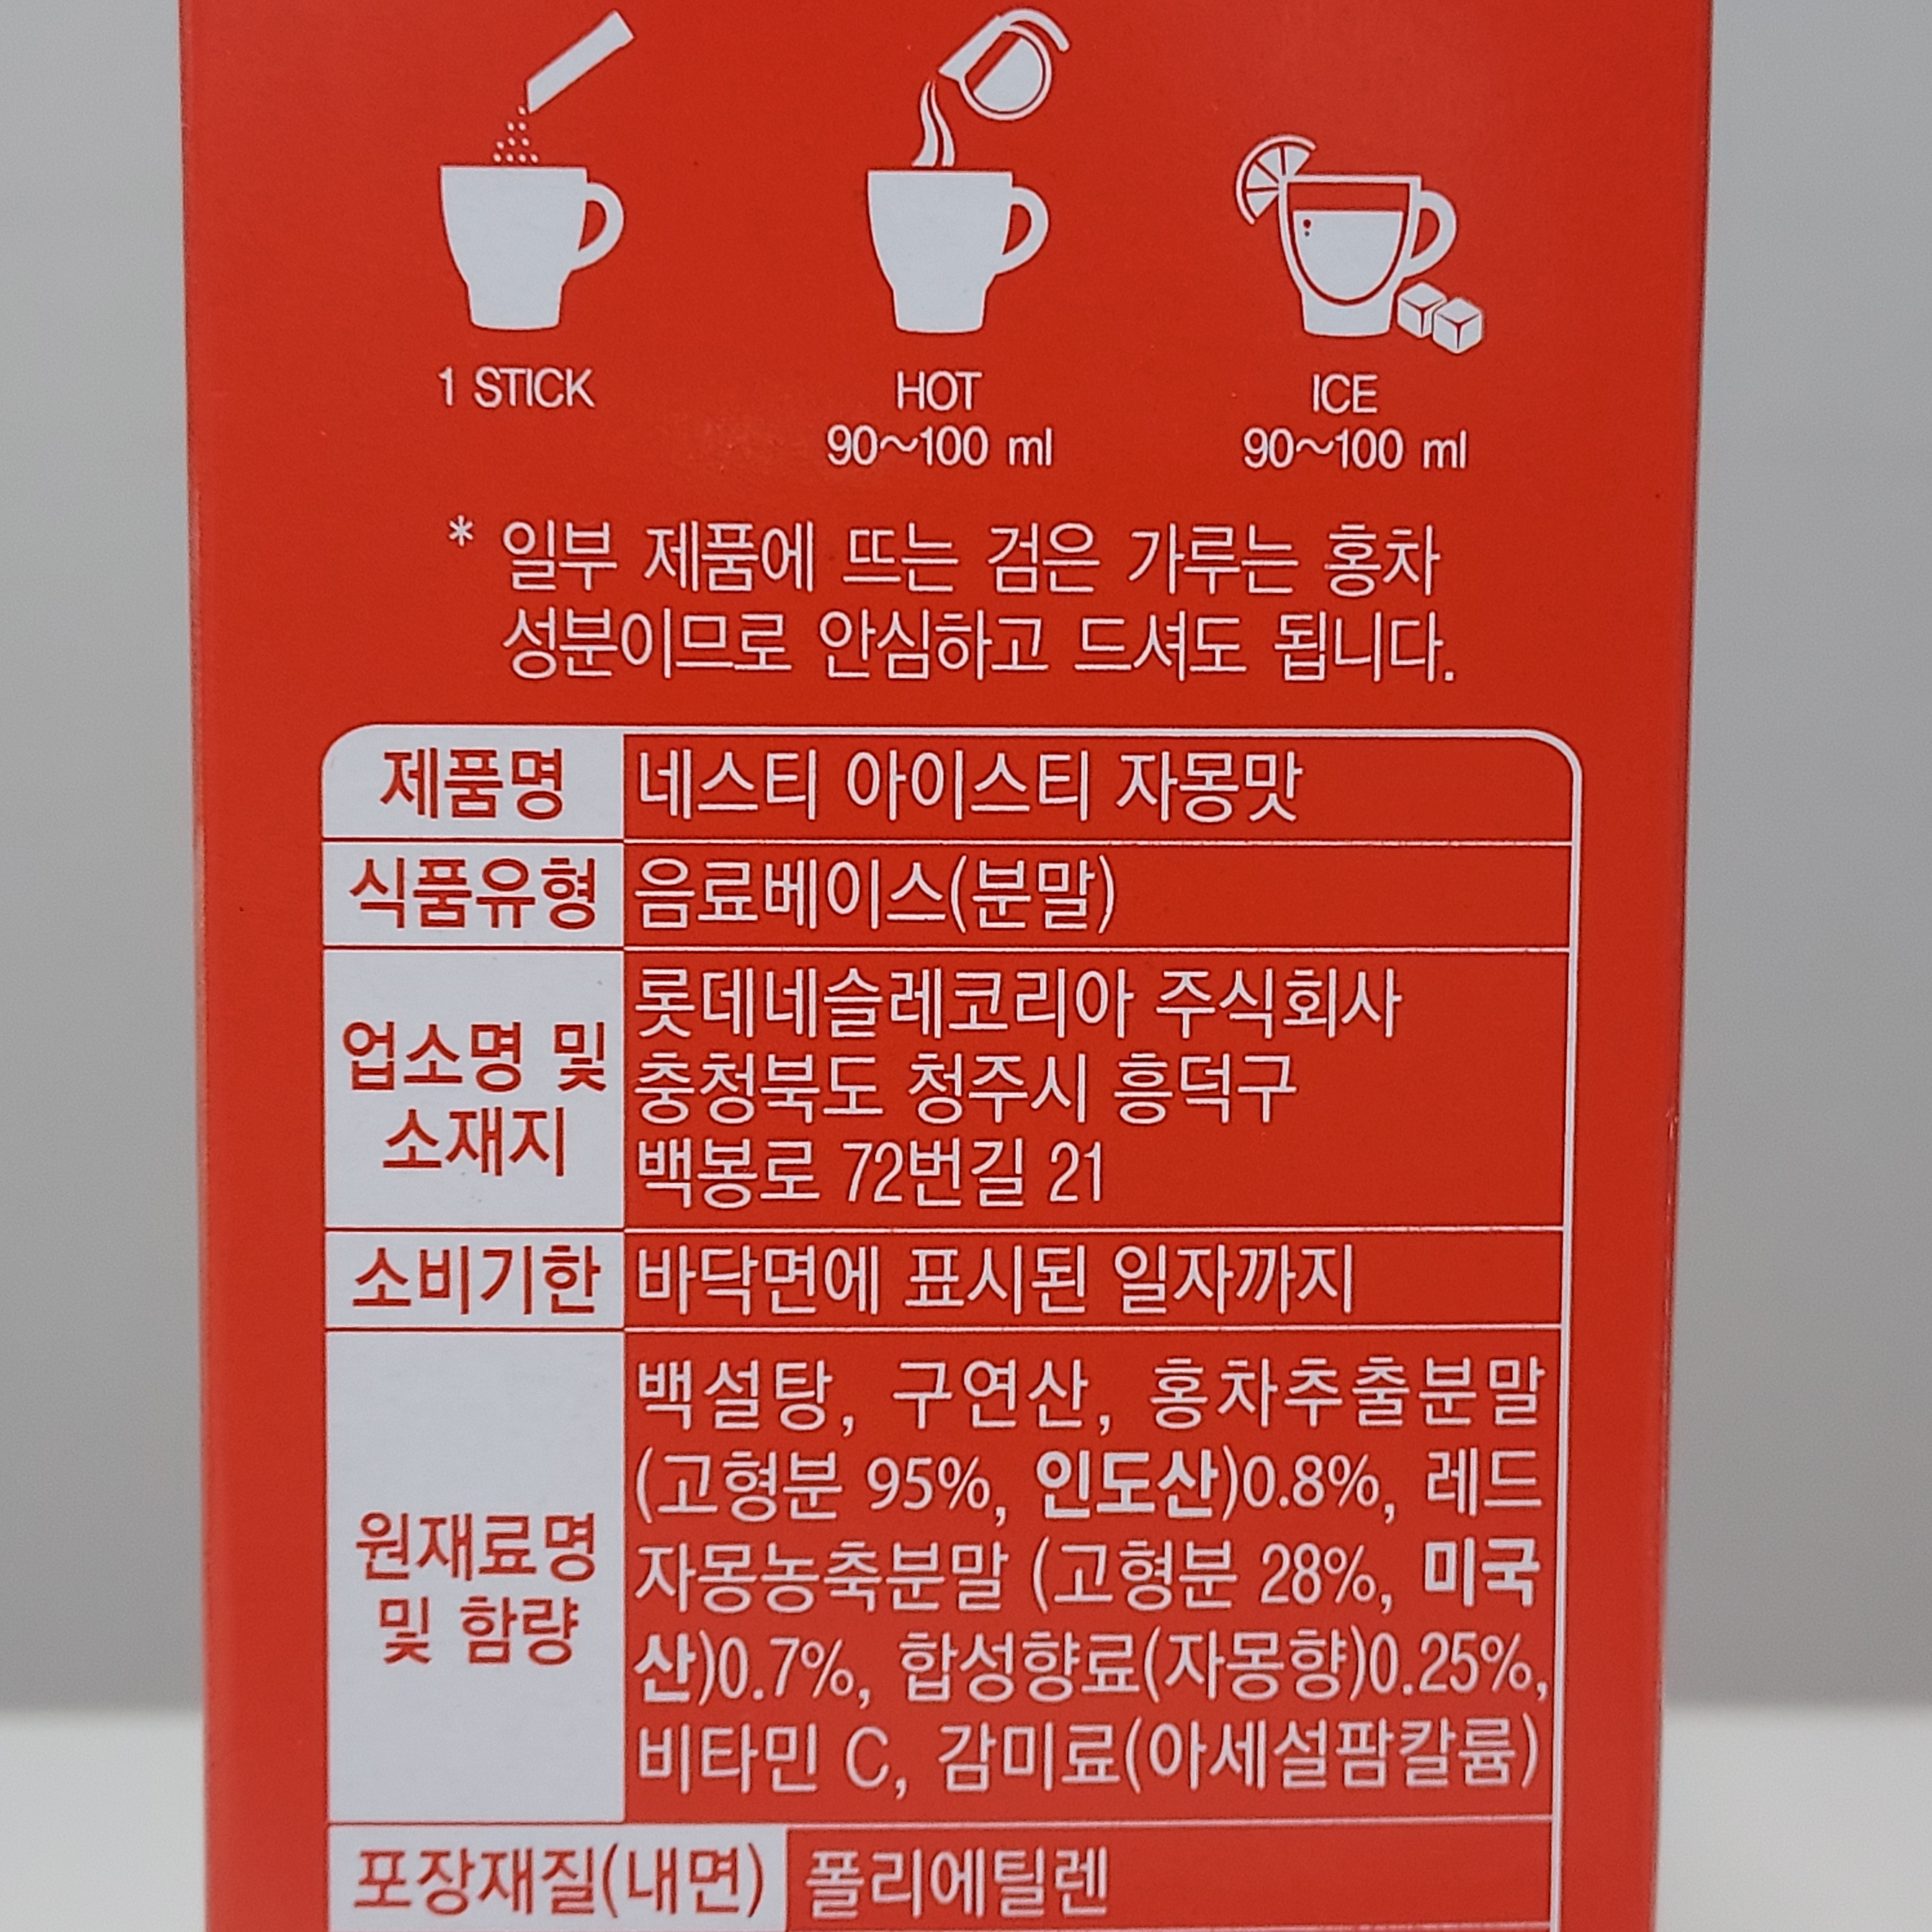 1 STICK
HOT
90~100 ml
ICE
90~100 ml
* 일부 제품에 뜨는 검은 가루는 홍차
성분이므로 안심하고 드셔도 됩니다.
제품명
네스티 아이스티 자몽맛
식품유형
음료베이스(분말)
업소명 및
소재지
롯데네슬레코리아 주식회사
충청북도 청주시 흥덕구
백봉로 72번길 21
소비기한
바닥면에 표시된 일자까지
원재료명
및 함량
백설탕, 구연산, 홍차추출분말
(고형분 95%, 인도산)0.8%, 레드
자몽농축분말 (고형분 28%, 미국
산)0.7%, 합성향료(자몽향)0.25%,
비타민 C, 감미료(아세설팜칼륨)
포장재질(내면)
폴리에틸렌